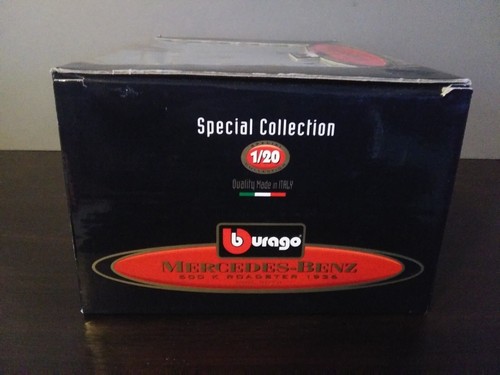 Special Collection
1/20
Quality Made in ITALY
burago
MERCEDES-BENZ
500 K ROADSTER 1936